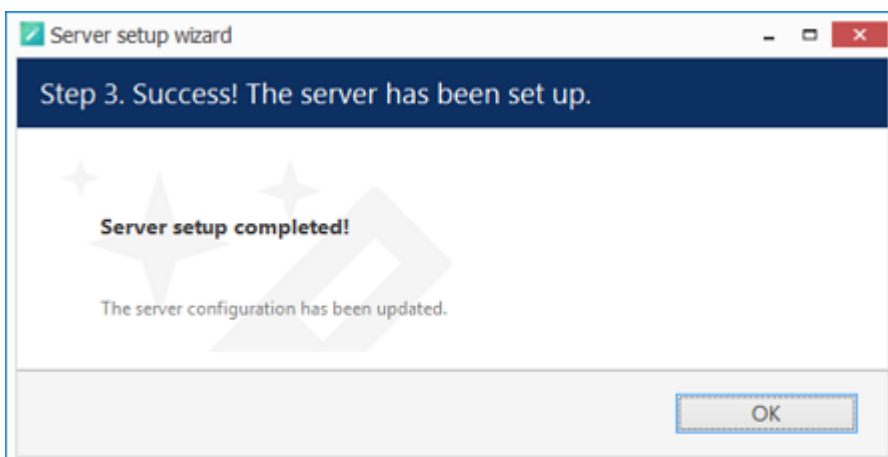 Server setup wizard
Step 3. Success! The server has been set up.
Server setup completed!
The server configuration has been updated.
OK